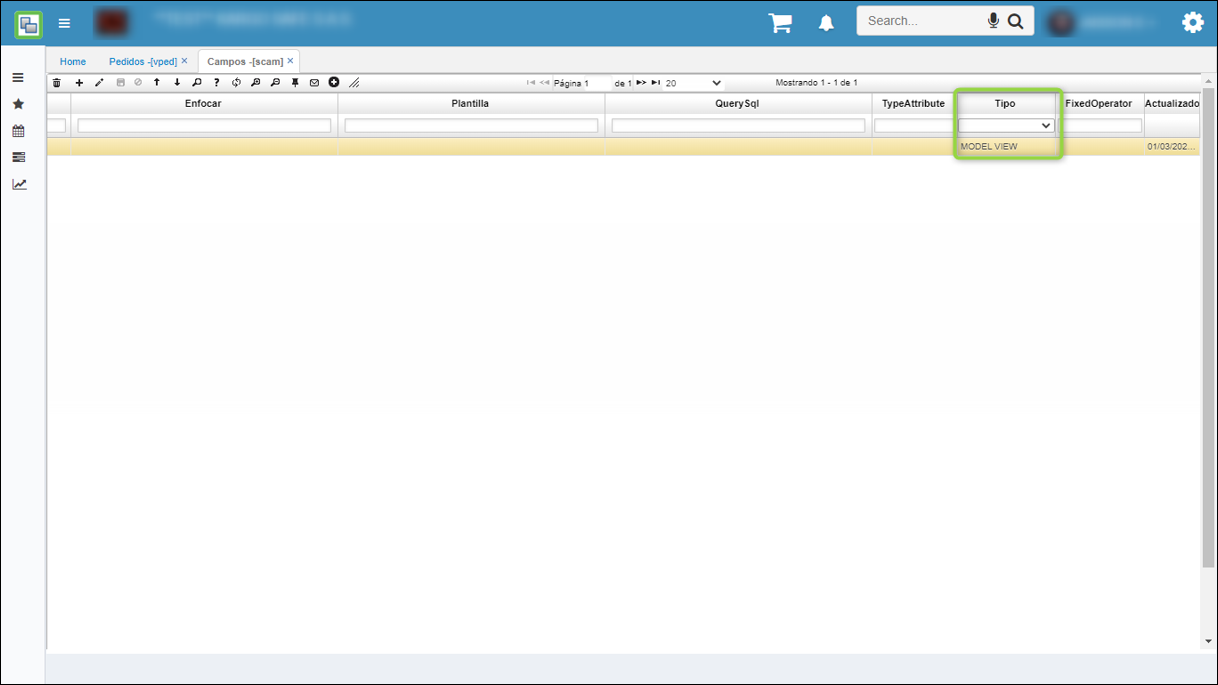 Search...
Home
Pedidos -[vped] ×
Campos -[scam] ×
Página 1 de 1 20 Mostrando 1 - 1 de 1
Enfocar Plantilla QuerySql TypeAttribute Tipo FixedOperator Actualizado
MODEL VIEW 01/03/202...